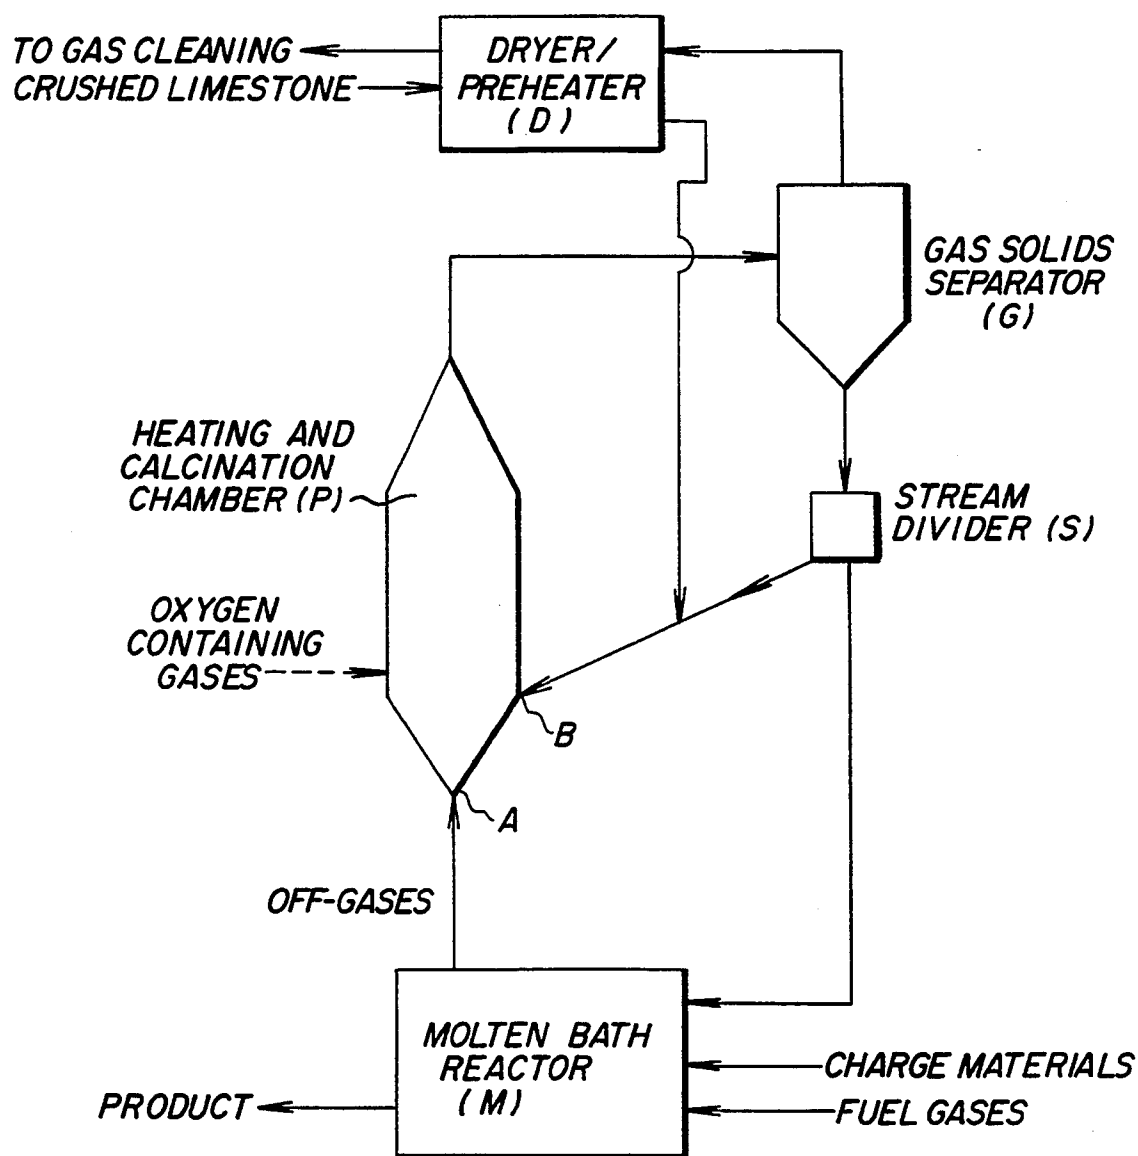 TO GAS CLEANING
CRUSHED LIMESTONE
DRYER/
PREHEATER
(D)
GAS SOLIDS
SEPARATOR
(G)
HEATING AND
CALCINATION
CHAMBER (P)
STREAM
DIVIDER (S)
OXYGEN
CONTAINING
GASES
B
A
OFF-GASES
MOLTEN BATH
REACTOR
(M)
CHARGE MATERIALS
FUEL GASES
PRODUCT